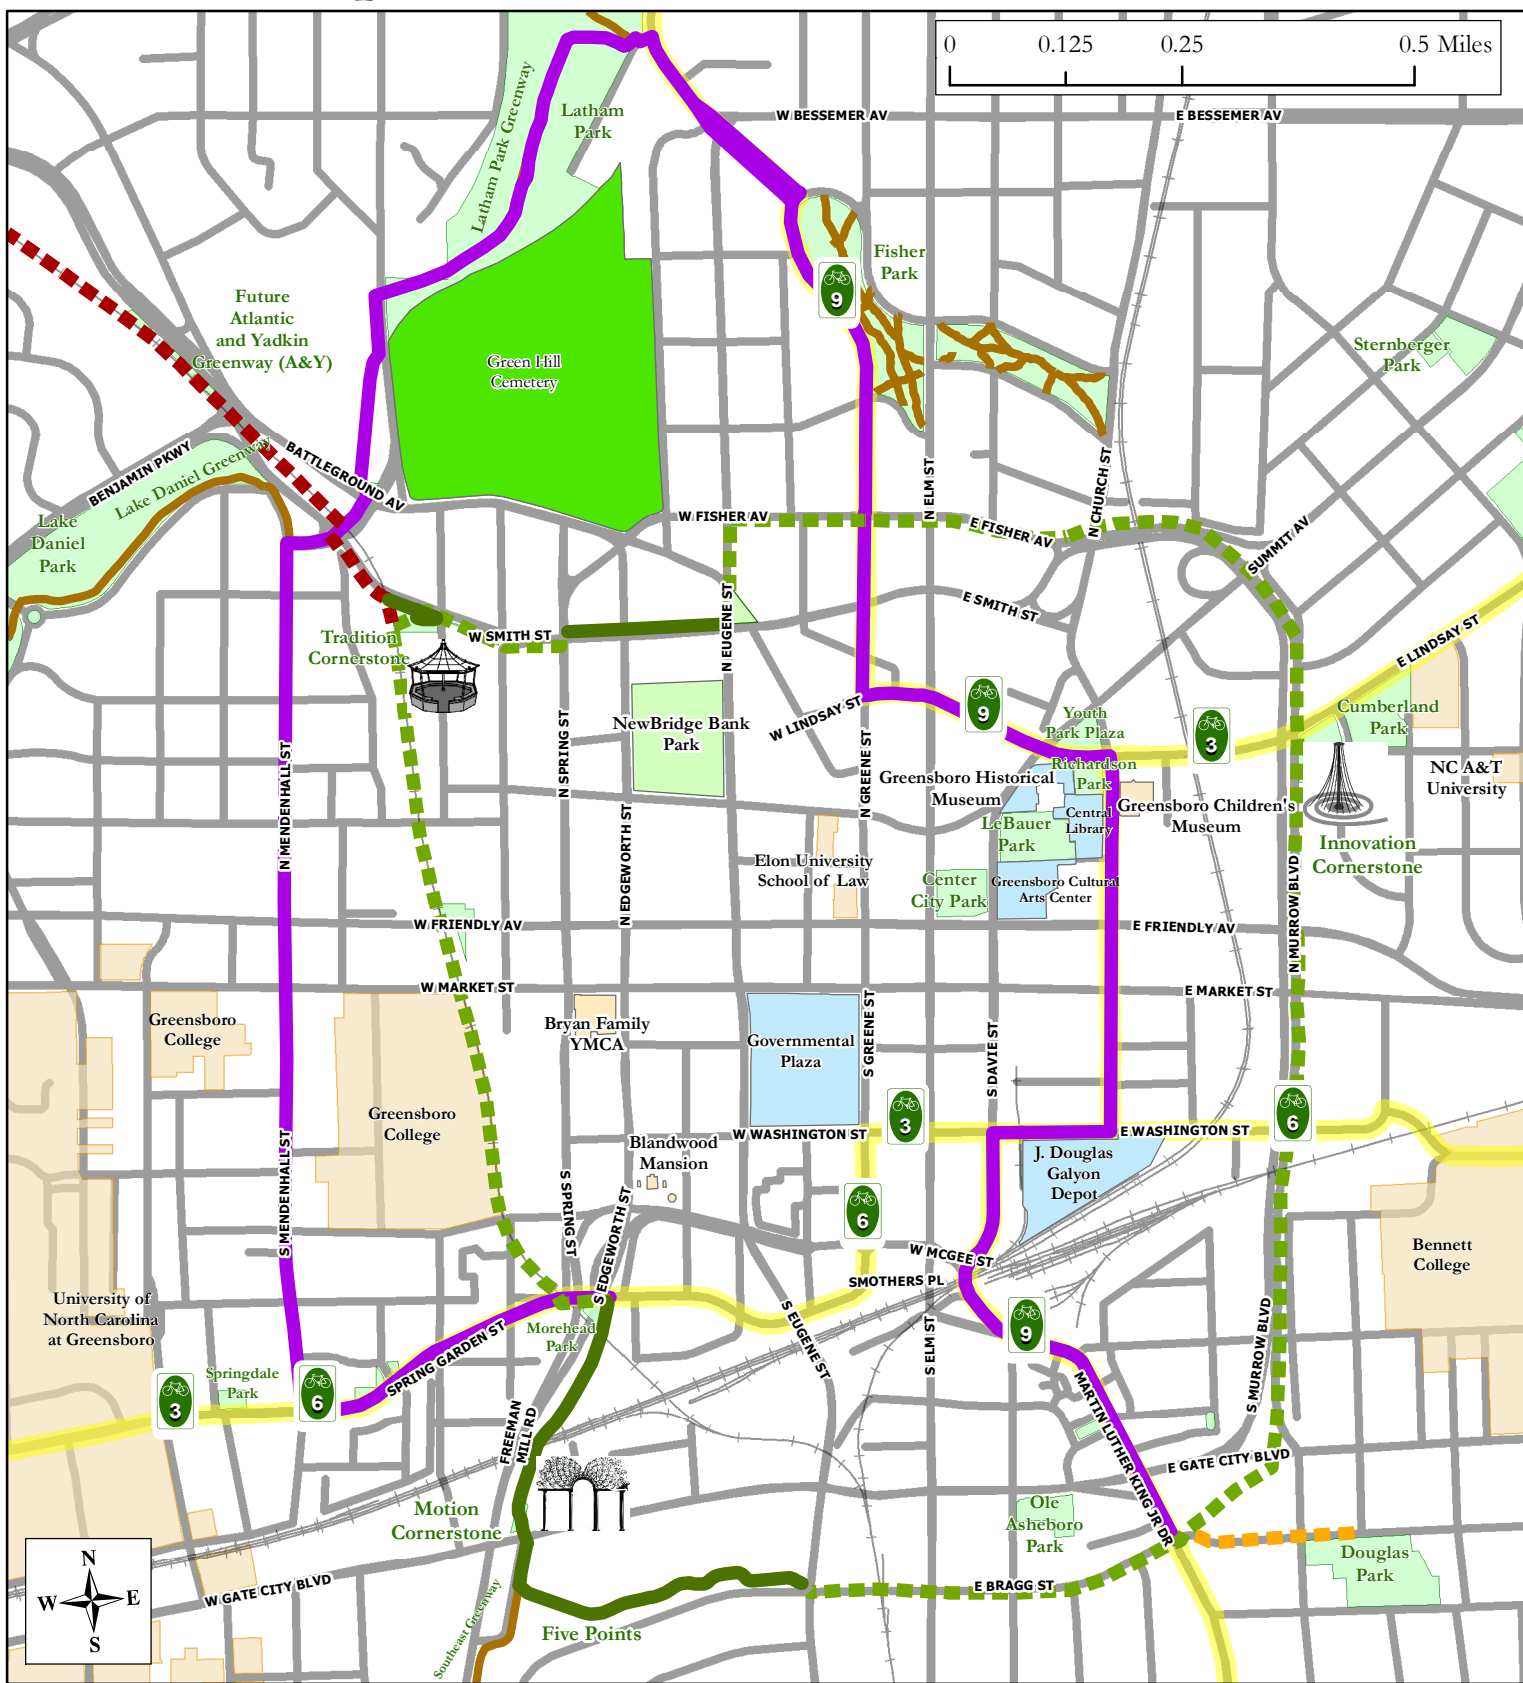 0 0.125 0.25 0.5 Miles
W BESSEMER AV
E BESSEMER AV
Latham Park Greenway
Latham
Park
Fisher
Park
9
Future
Atlantic
and Yadkin
Greenway (A&Y)
Green Hill
Cemetery
Sternberger
Park
BENJAMIN PKWY
Lake Daniel Greenway
BATTLEGROUND AV
Lake
Daniel
Park
W FISHER AV
N ELM ST
E FISHER AV
N CHURCH ST
SUMMIT AV
E SMITH ST
N EUGENE ST
W SMITH ST
Tradition
Cornerstone
E LINDSAY ST
NewBridge Bank
Park
W LINDSAY ST
9
Youth
Park Plaza
3
Cumberland
Park
N MENDENHALL ST
N SPRING ST
N GREENE ST
Greensboro Historical
Museum
Richardson
Park
Greensboro Children's
Museum
NC A&T
University
Central
Library
LeBauer
Park
N EDGEWORTH ST
Elon University
School of Law
Center
City Park
Greensboro Cultural
Arts Center
Innovation
Cornerstone
N MURROW BLVD
W FRIENDLY AV
E FRIENDLY AV
W MARKET ST
E MARKET ST
Greensboro
College
Bryan Family
YMCA
Governmental
Plaza
S GREENE ST
S DAVIE ST
Greensboro
College
3
6
W WASHINGTON ST
E WASHINGTON ST
Blandwood
Mansion
J. Douglas
Galyon
Depot
S MENDENHALL ST
S SPRING ST
S EDGEWORTH ST
6
W MCGEE ST
SMOTHERS PL
Bennett
College
University of
North Carolina
at Greensboro
Morehead
Park
S EUGENE ST
S ELM ST
9
S MURROW BLVD
SPRING GARDEN ST
Springdale
Park
3
6
MARTIN LUTHER KING JR DR
FREEMAN
MILL RD
E GATE CITY BLVD
Motion
Cornerstone
Ole
Asheboro
Park
Douglas
Park
N
W E
S
W GATE CITY BLVD
E BRAGG ST
Southeast Greenway
Five Points